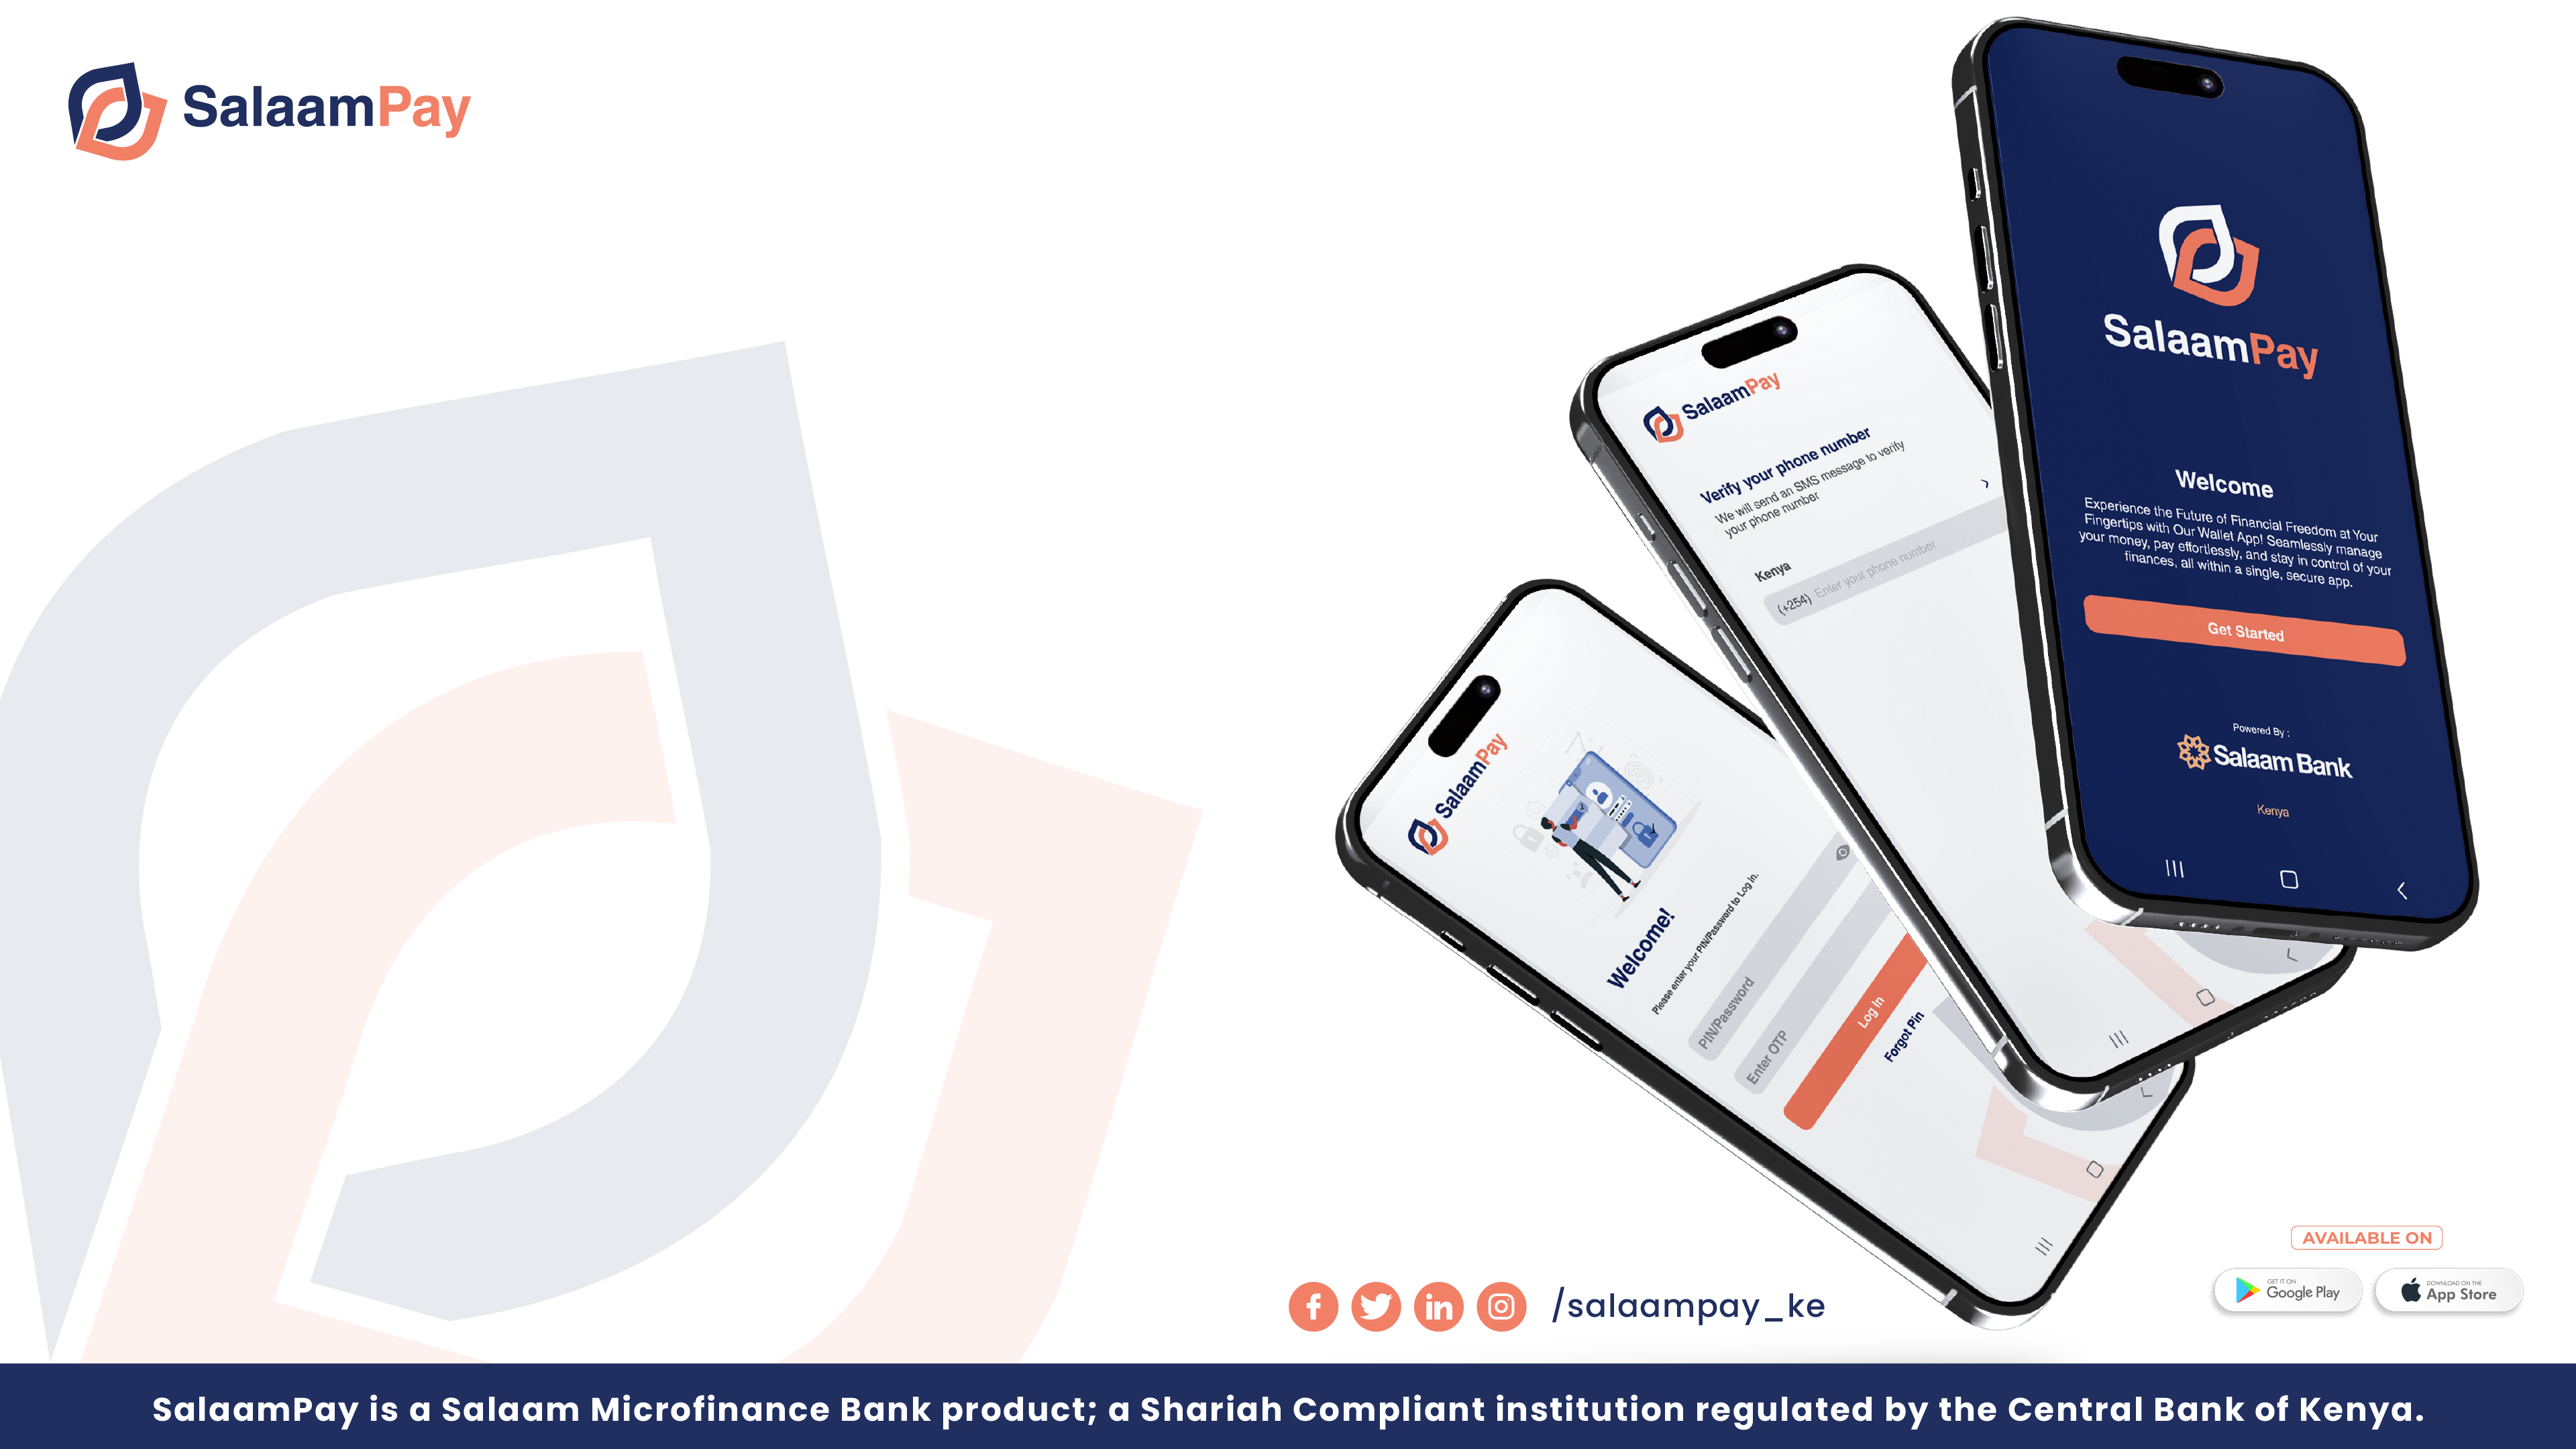 SalaamPay
SalaamPay
Welcome
Experience the Future of Financial Freedom at Your
Fingertips with Our Wallet App! Seamlessly manage
your money, pay effortlessly, and stay in control of your
finances, all within a single, secure app.
Get Started
Powered By :
Salaam Bank
Kenya
SalaamPay
Verify your phone number
We will send an SMS message to verify
your phone number
Kenya
(+254) Enter your phone number
SalaamPay
Welcome!
Please enter your PIN/Password to Log In.
PIN/Password
Enter OTP
Log In
Forgot Pin
AVAILABLE ON
GET IT ON
Google Play
DOWNLOAD ON THE
App Store
/salaampay_ke
SalaamPay is a Salaam Microfinance Bank product; a Shariah Compliant institution regulated by the Central Bank of Kenya.